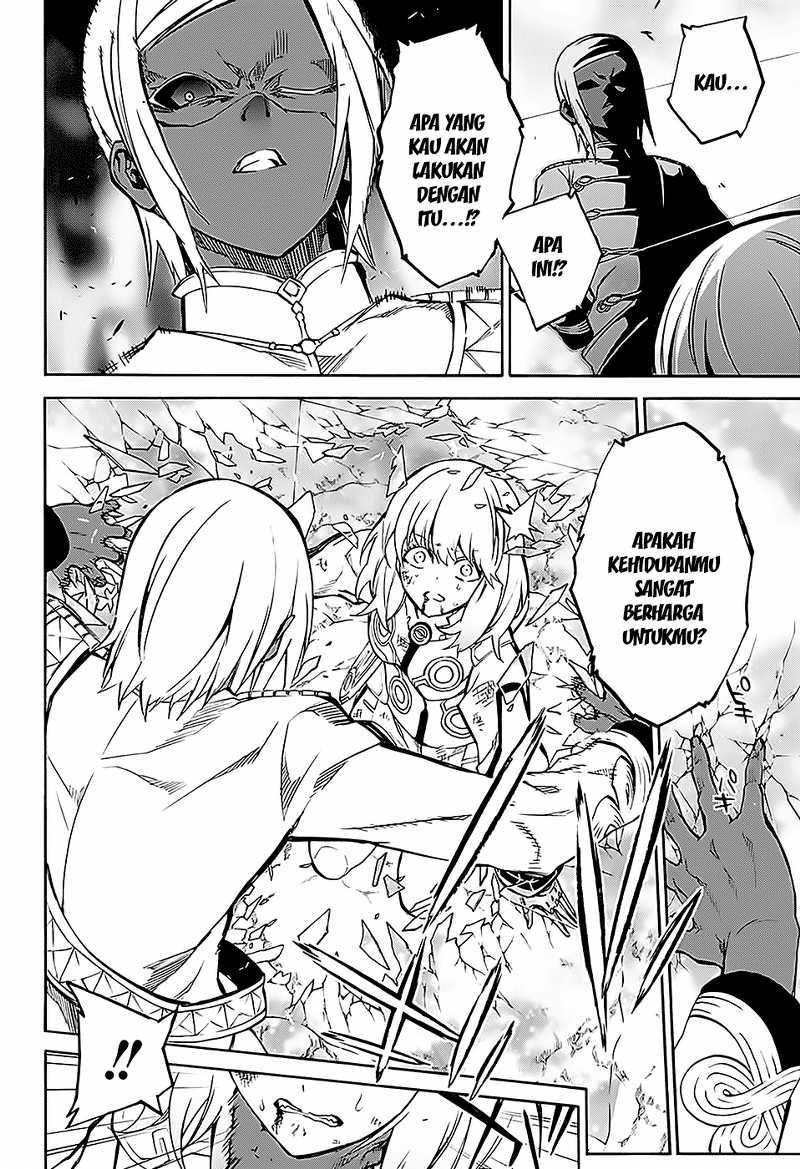 KAU...
APA
INI!?
APA YANG
KAU AKAN
LAKUKAN
DENGAN
ITU...!?
APAKAH
KEHIDUPANMU
SANGAT
BERHARGA
UNTUKMU?
!!